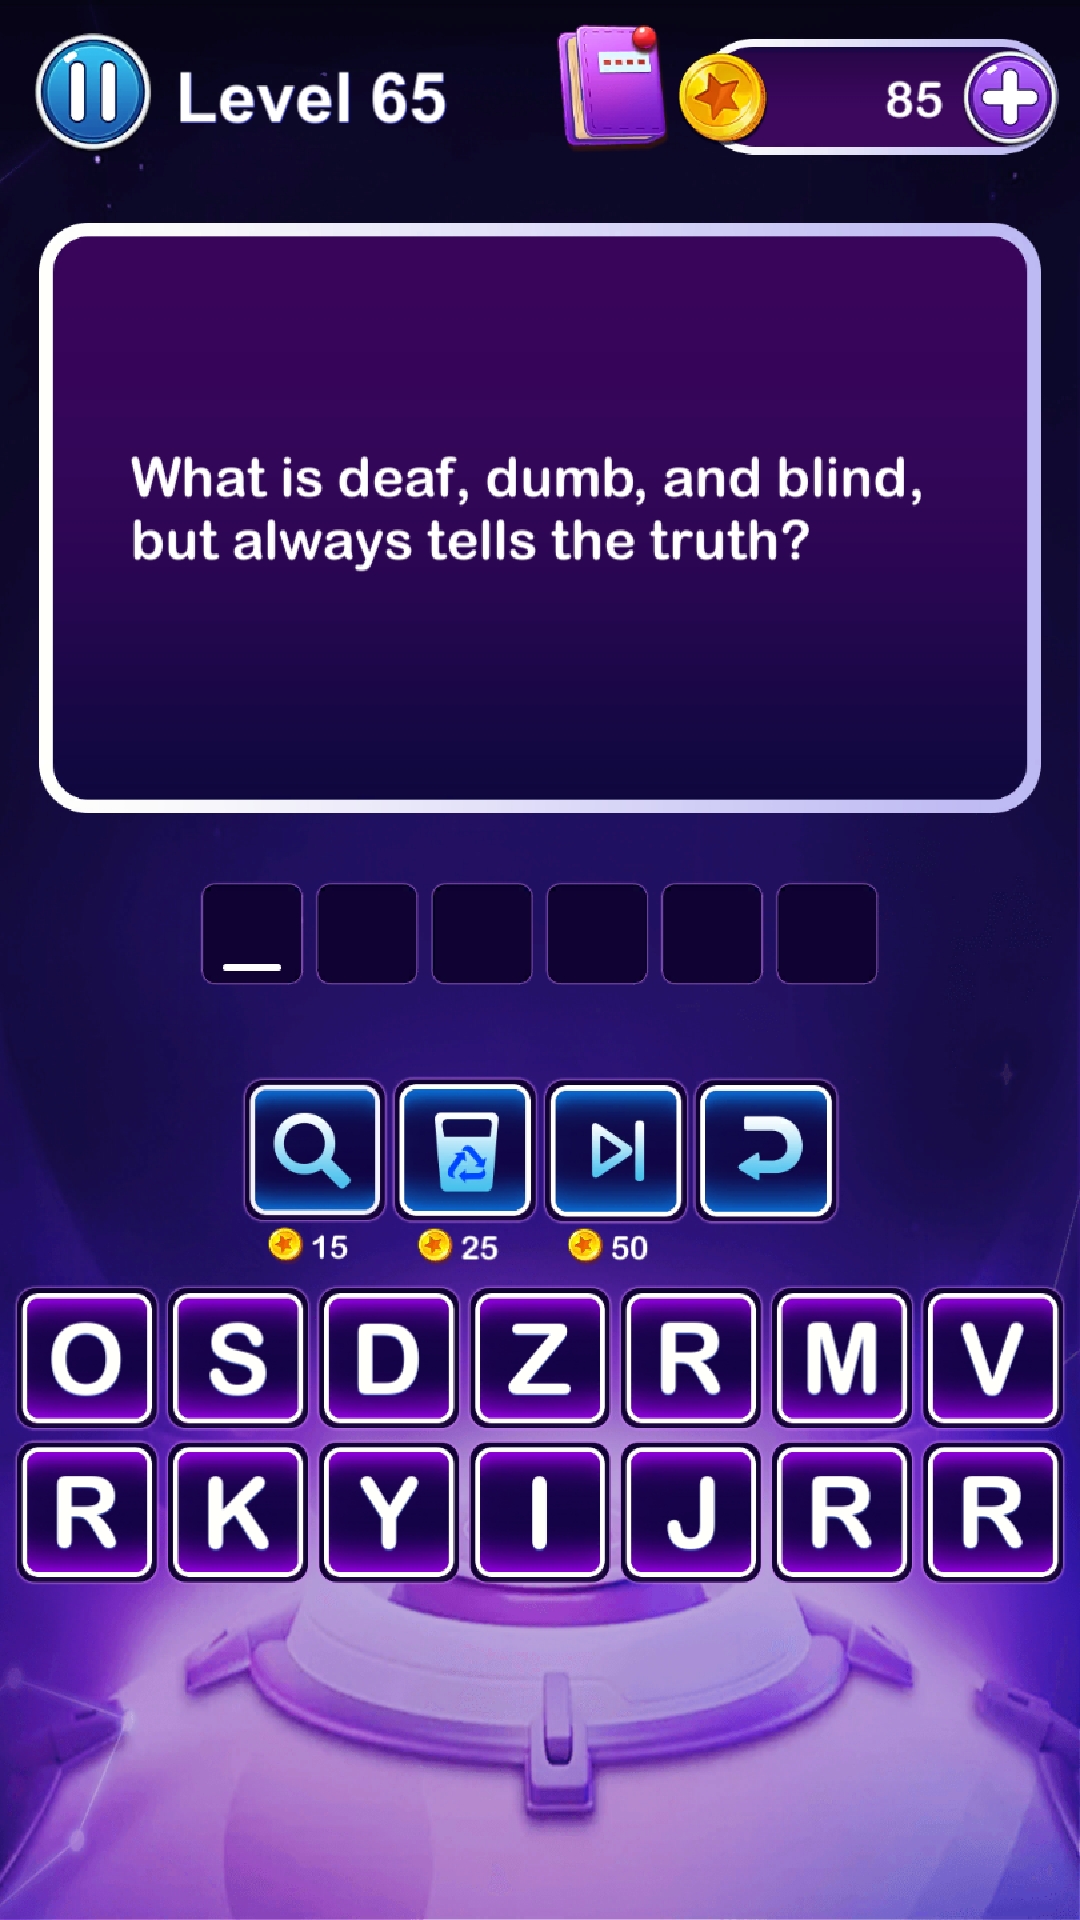 Level 65
85
What is deaf, dumb, and blind,
but always tells the truth?
15 25 50
O S D Z R M V
R K Y I J R R